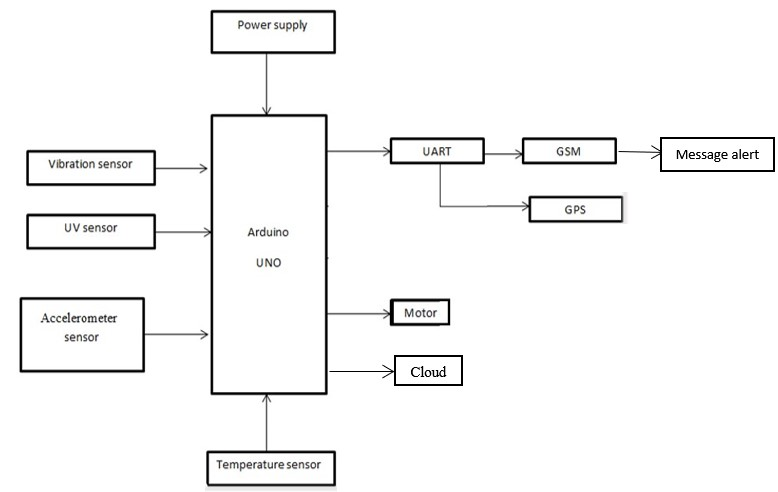 Power supply
Vibration sensor
UV sensor
Accelerometer
sensor
Arduino
UNO
UART
GSM
Message alert
GPS
Motor
Cloud
Temperature sensor